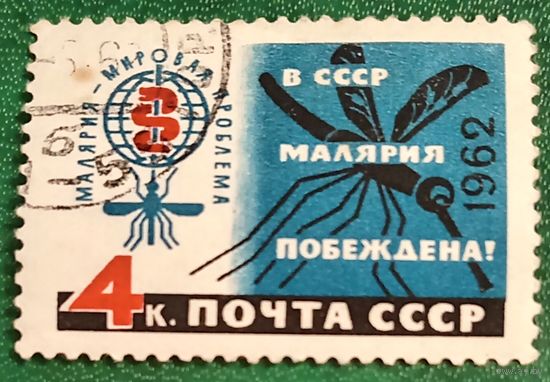 МАЛЯРИЯ – МИРОВАЯ ПРОБЛЕМА
В СССР
МАЛЯРИЯ
ПОБЕЖДЕНА!
1962
4 к. ПОЧТА СССР